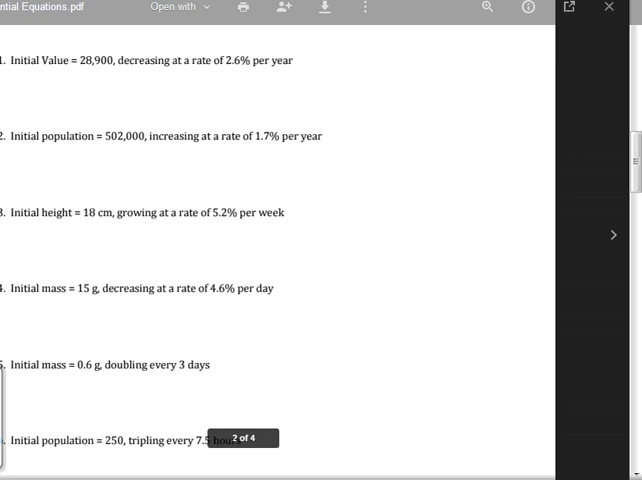 ntial Equations.pdf
Open with
1. Initial Value = 28,900, decreasing at a rate of 2.6% per year
2. Initial population = 502,000, increasing at a rate of 1.7% per year
3. Initial height = 18 cm, growing at a rate of 5.2% per week
4. Initial mass = 15 g, decreasing at a rate of 4.6% per day
5. Initial mass = 0.6 g, doubling every 3 days
. Initial population = 250, tripling every 7.5 hours
2 of 4